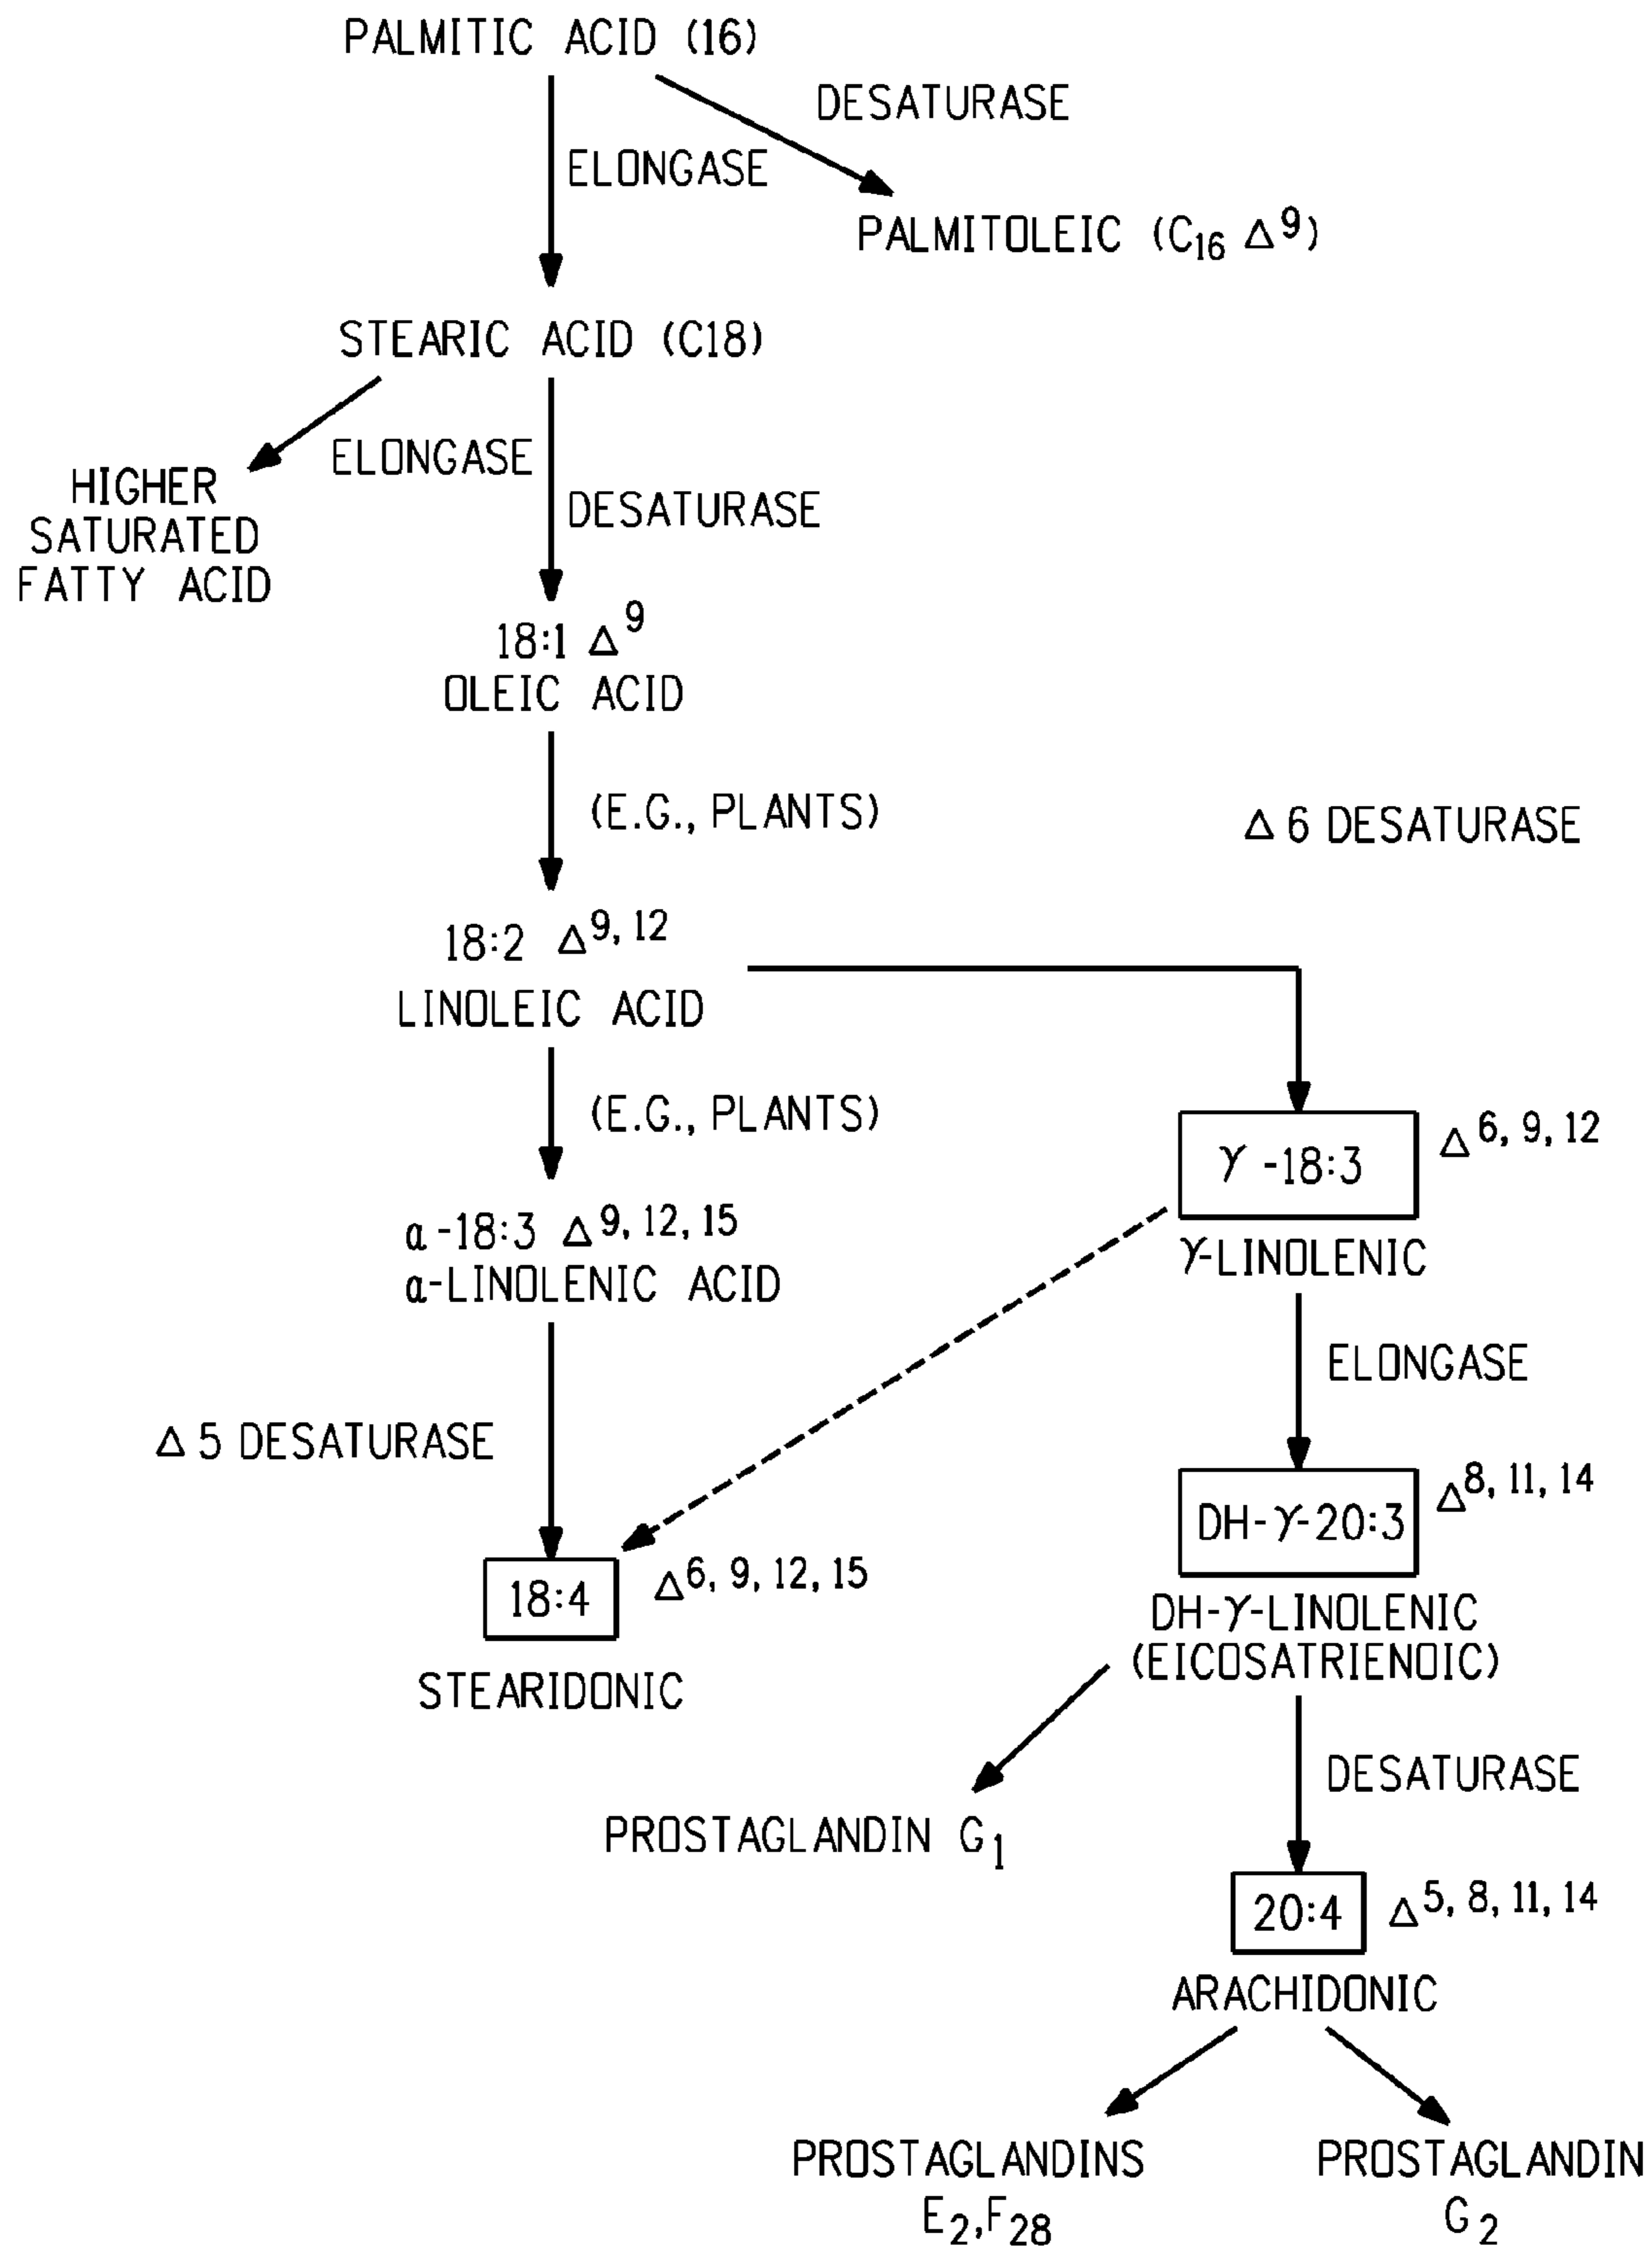 PALMITIC ACID (16)
DESATURASE
ELONGASE
PALMITOLEIC (C16 Δ9)
STEARIC ACID (C18)
ELONGASE
HIGHER
SATURATED
FATTY ACID
DESATURASE
18:1 Δ9
OLEIC ACID
(E.G., PLANTS)
Δ 6 DESATURASE
18:2 Δ9, 12
LINOLEIC ACID
(E.G., PLANTS)
γ -18:3 Δ6, 9, 12
γ-LINOLENIC
α -18:3 Δ9, 12, 15
α-LINOLENIC ACID
ELONGASE
Δ 5 DESATURASE
DH-γ-20:3 Δ8, 11, 14
DH-γ-LINOLENIC
(EICOSATRIENOIC)
18:4 Δ6, 9, 12, 15
STEARIDONIC
DESATURASE
PROSTAGLANDIN G1
20:4 Δ5, 8, 11, 14
ARACHIDONIC
PROSTAGLANDINS
E2,F28
PROSTAGLANDIN
G2